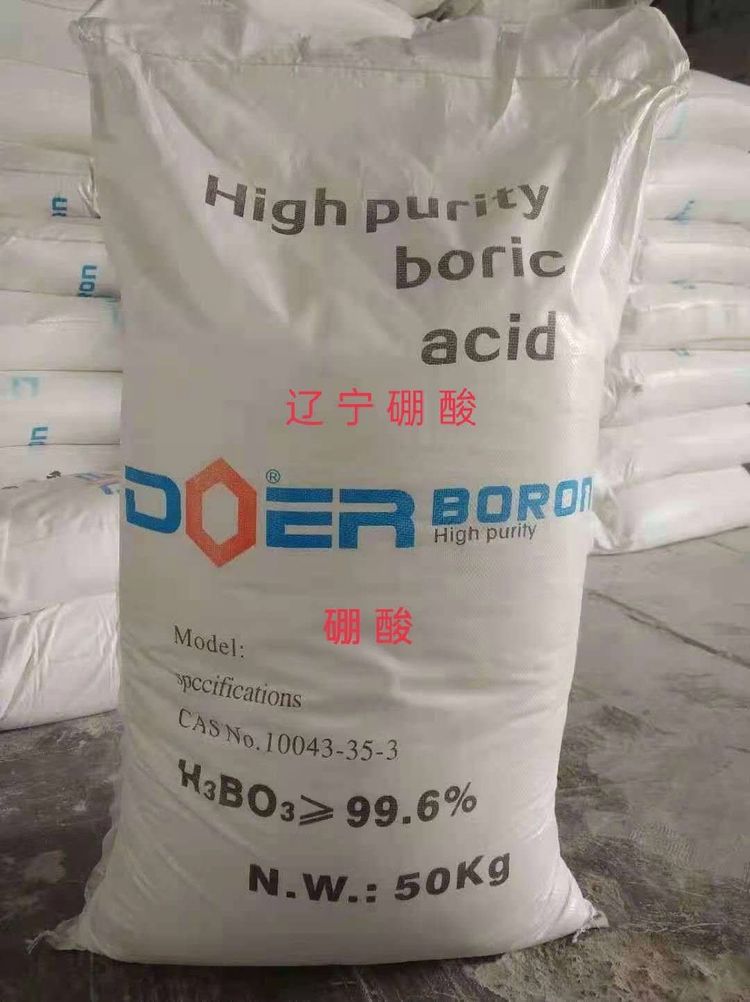 High purity
boric
acid
辽宁硼酸
DOER® BORON
High purity
硼酸
Model:
spccifications
CAS No.10043-35-3
H₃BO₃⩾99.6%
N.W.: 50Kg